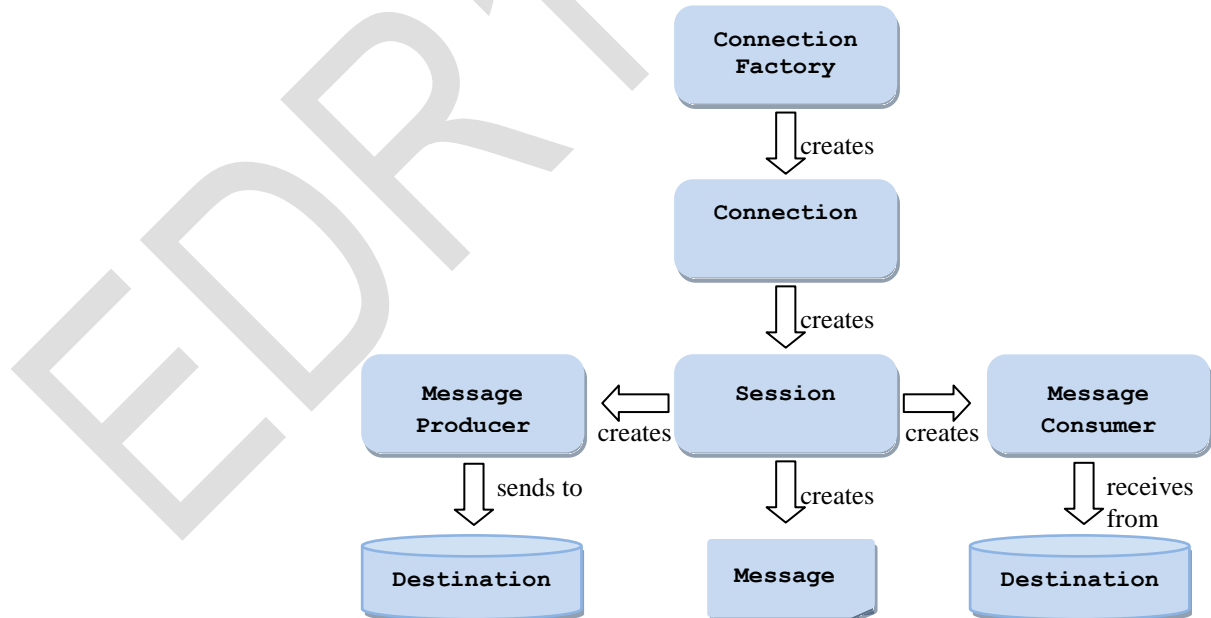 Connection
Factory
creates
Connection
creates
Message
Producer
creates
Session
creates
Message
Consumer
sends to
creates
receives
from
Destination
Message
Destination
EDR1